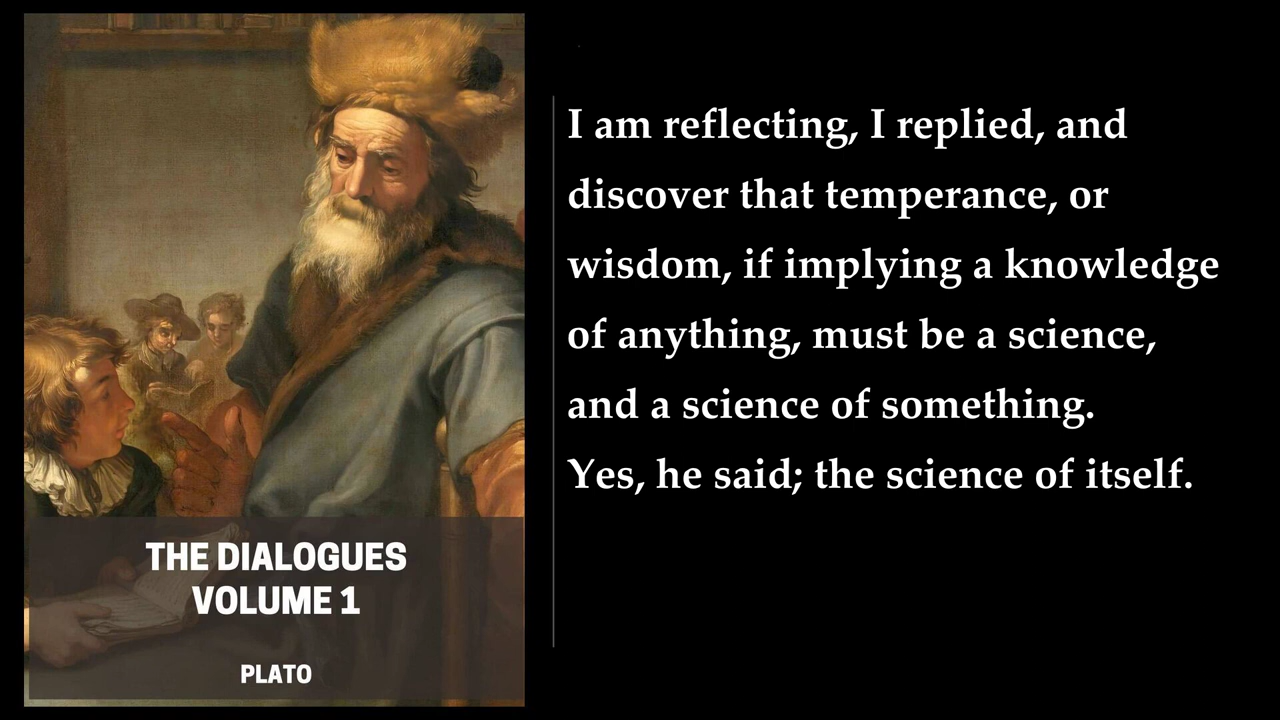 I am reflecting, I replied, and
discover that temperance, or
wisdom, if implying a knowledge
of anything, must be a science,
and a science of something.
Yes, he said; the science of itself.
THE DIALOGUES
VOLUME 1
PLATO